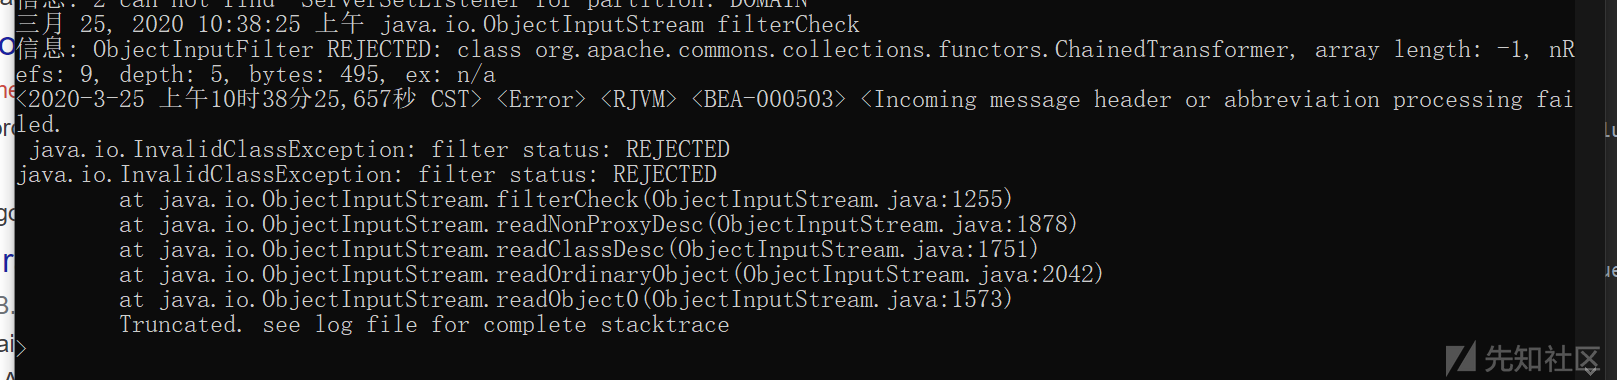 信息: 2 can not find  ServerSetListener for partition: DOMAIN
三月 25, 2020 10:38:25 上午 java.io.ObjectInputStream filterCheck
信息: ObjectInputFilter REJECTED: class org.apache.commons.collections.functors.ChainedTransformer, array length: -1, nR
efs: 9, depth: 5, bytes: 495, ex: n/a
<2020-3-25 上午10时38分25,657秒 CST> <Error> <RJVM> <BEA-000503> <Incoming message header or abbreviation processing fai
led.
 java.io.InvalidClassException: filter status: REJECTED
java.io.InvalidClassException: filter status: REJECTED
        at java.io.ObjectInputStream.filterCheck(ObjectInputStream.java:1255)
        at java.io.ObjectInputStream.readNonProxyDesc(ObjectInputStream.java:1878)
        at java.io.ObjectInputStream.readClassDesc(ObjectInputStream.java:1751)
        at java.io.ObjectInputStream.readOrdinaryObject(ObjectInputStream.java:2042)
        at java.io.ObjectInputStream.readObject0(ObjectInputStream.java:1573)
        Truncated. see log file for complete stacktrace
>
先知社区